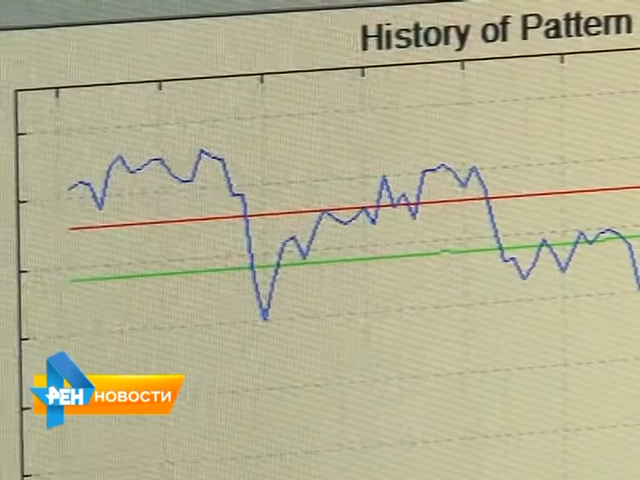 History of Pattern
РЕН НОВОСТИ